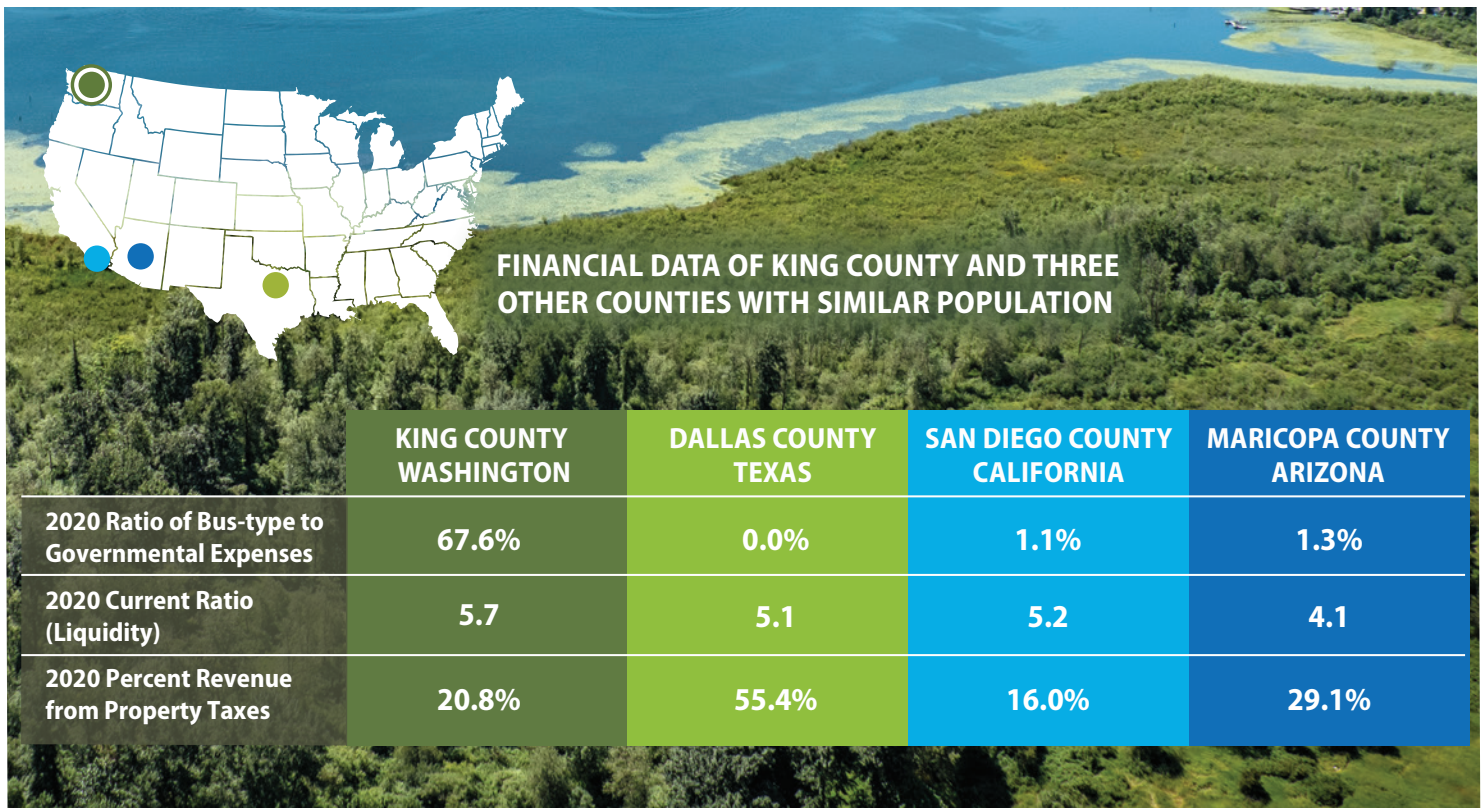 FINANCIAL DATA OF KING COUNTY AND THREE
OTHER COUNTIES WITH SIMILAR POPULATION
KING COUNTY
WASHINGTON
DALLAS COUNTY
TEXAS
SAN DIEGO COUNTY
CALIFORNIA
MARICOPA COUNTY
ARIZONA
2020 Ratio of Bus-type to
Governmental Expenses
67.6%
0.0%
1.1%
1.3%
2020 Current Ratio
(Liquidity)
5.7
5.1
5.2
4.1
2020 Percent Revenue
from Property Taxes
20.8%
55.4%
16.0%
29.1%